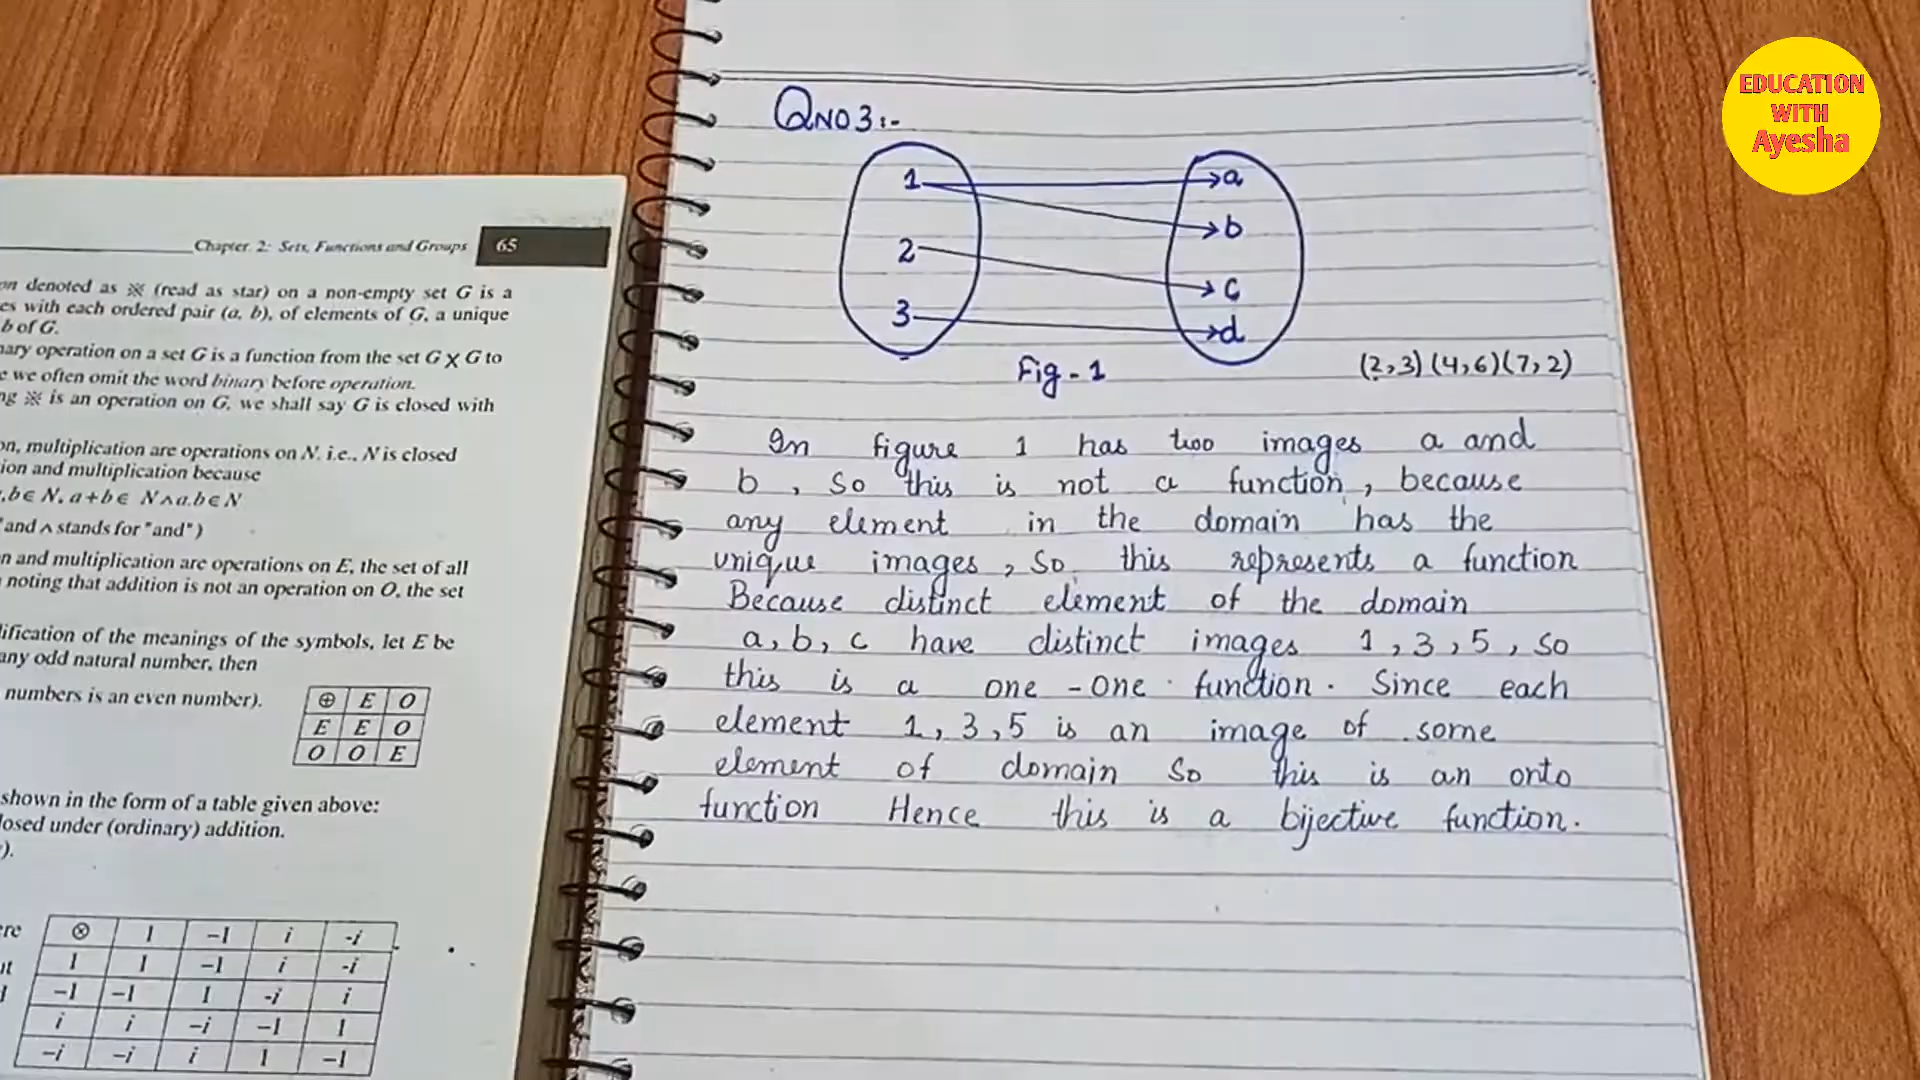 EDUCATION
WITH
Ayesha
Chapter. 2: Sets, Functions and Groups 65
on denoted as ※ (read as star) on a non-empty set G is a
es with each ordered pair (a, b), of elements of G, a unique
b of G.
nary operation on a set G is a function from the set G X G to
e we often omit the word binary before operation.
ng ※ is an operation on G, we shall say G is closed with
on, multiplication are operations on N. i.e., N is closed
ion and multiplication because
,b∈ N, a+b∈ N∧a.b∈N
"and ∧ stands for "and")
n and multiplication are operations on E, the set of all
noting that addition is not an operation on O, the set
lification of the meanings of the symbols, let E be
any odd natural number, then
numbers is an even number).
⊕ E O
E E O
O O E
shown in the form of a table given above:
losed under (ordinary) addition.
).
ere
ut
⊗ 1 -1 i -i
1 1 -1 i -i
-1 -1 1 -i i
i i -i -1 1
-i -i i 1 -1
QNO3:-
1 a
b
2 c
3 d
Fig - 1
(2,3) (4,6) (7,2)
In figure 1 has two images a and
b , so this is not a function, because
any element in the domain has the
unique images, so this represents a function
Because distinct element of the domain
a, b, c have distinct images 1, 3, 5, so
this is a one - one function. Since each
element 1, 3, 5 is an image of some
element of domain so this is an onto
function Hence this is a bijective function.